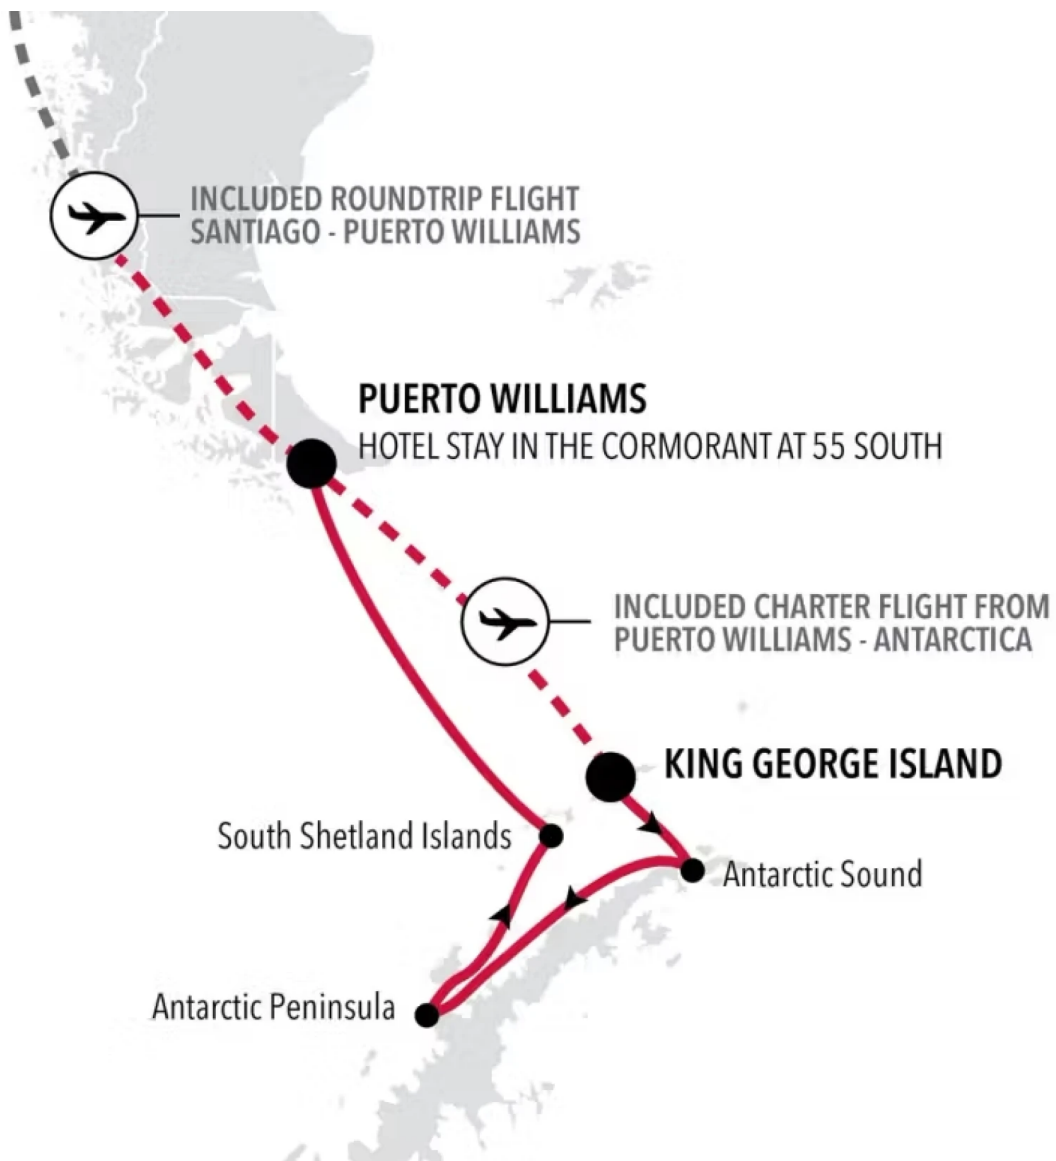 INCLUDED ROUNDTRIP FLIGHT
SANTIAGO - PUERTO WILLIAMS
PUERTO WILLIAMS
HOTEL STAY IN THE CORMORANT AT 55 SOUTH
INCLUDED CHARTER FLIGHT FROM
PUERTO WILLIAMS - ANTARCTICA
KING GEORGE ISLAND
South Shetland Islands
Antarctic Sound
Antarctic Peninsula